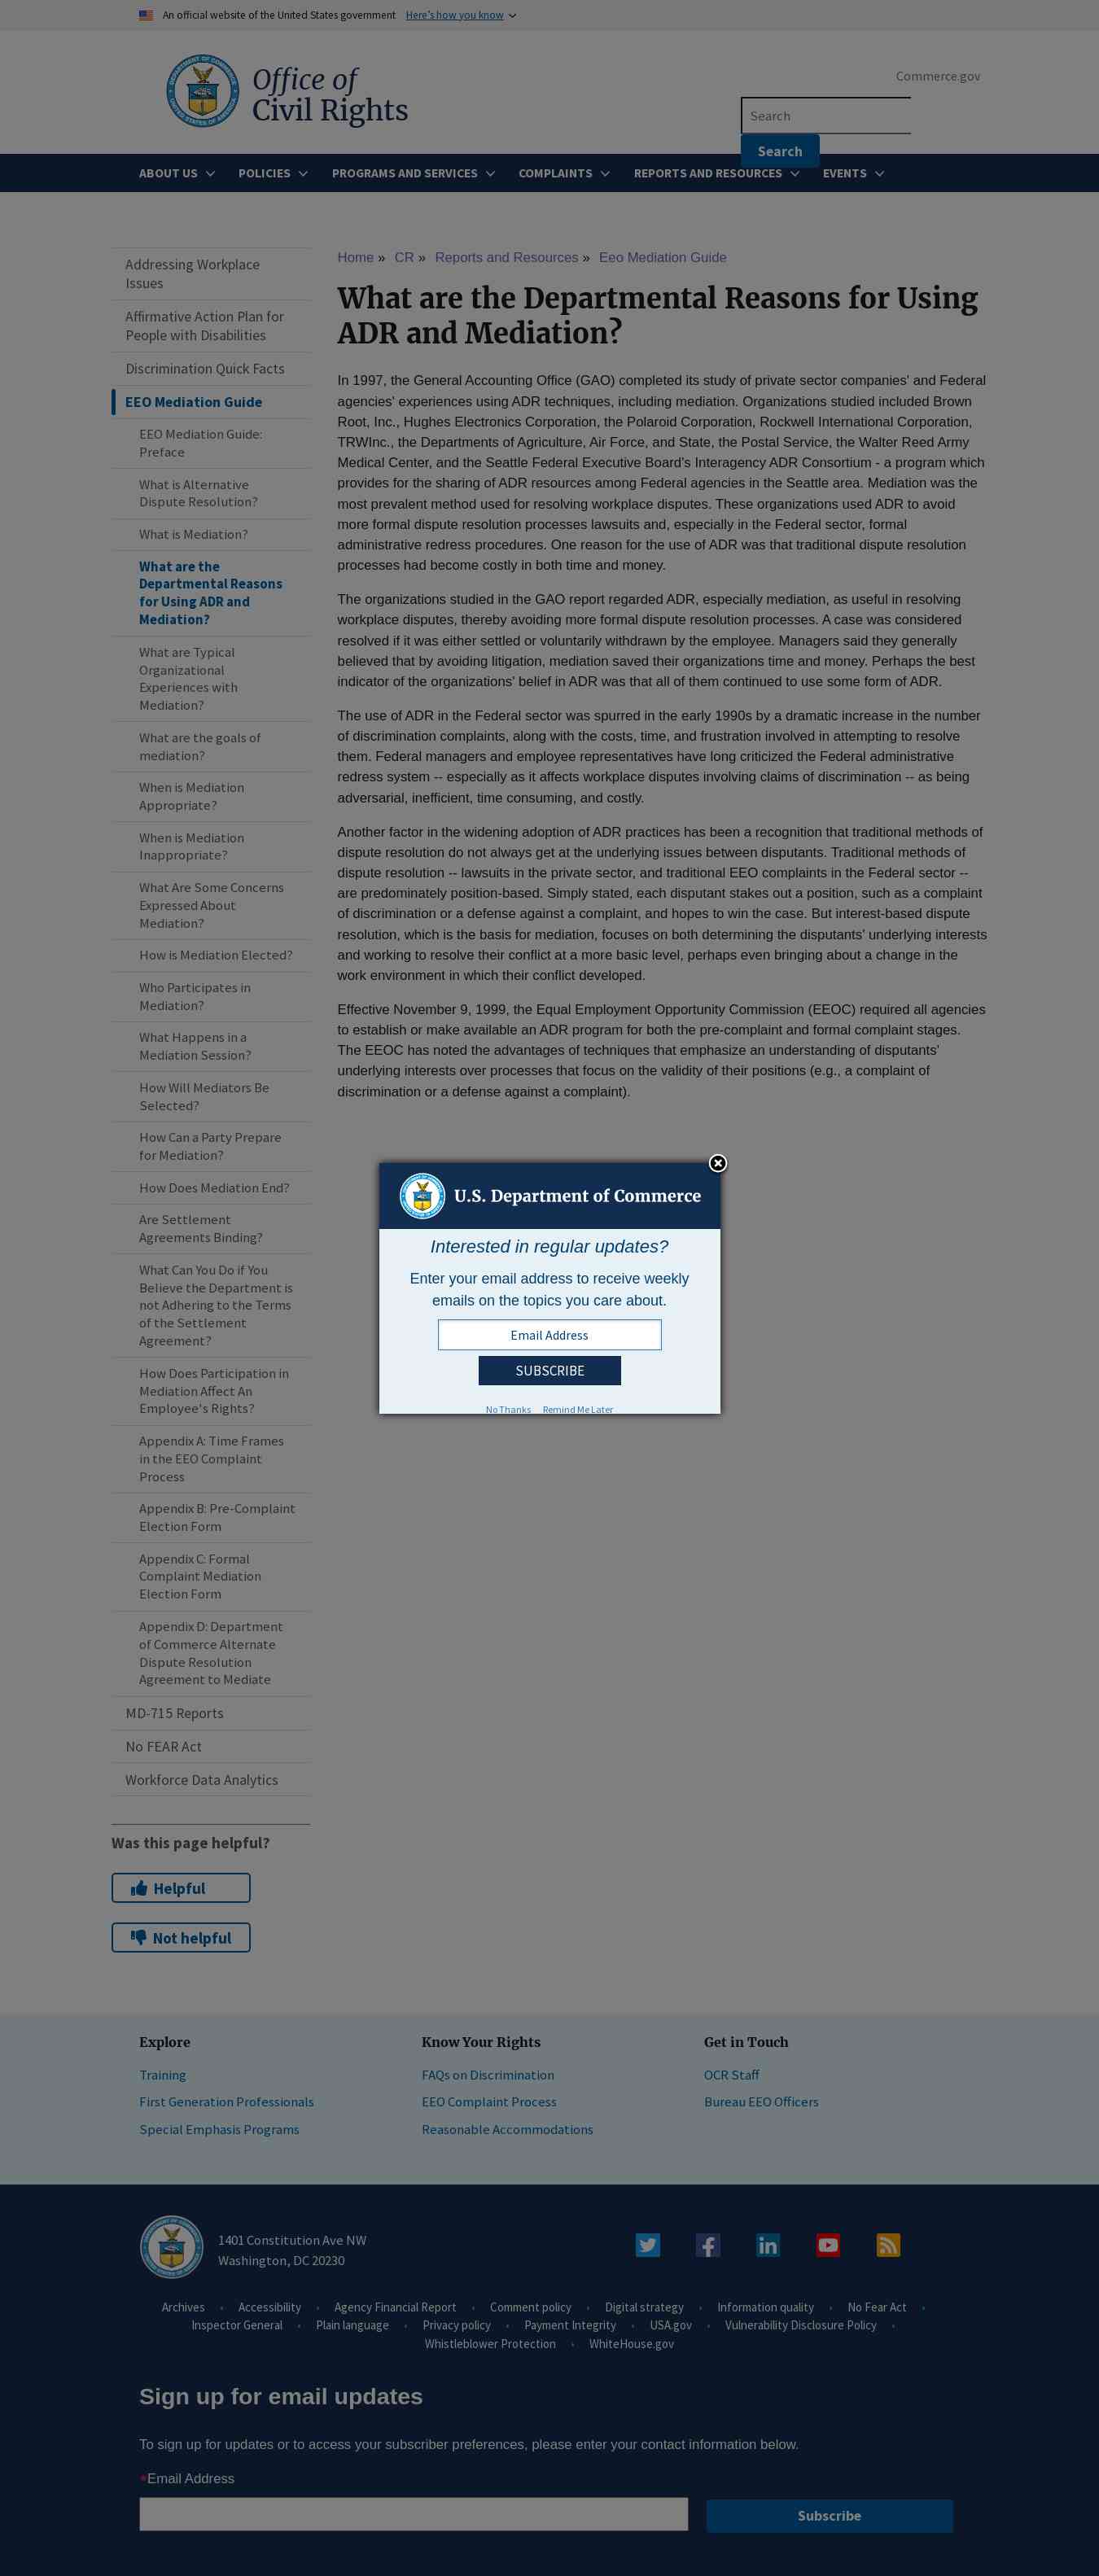 An official website of the United States government Here's how you know
Office of
Civil Rights
Commerce.gov
Search
Search
ABOUT US
POLICIES
PROGRAMS AND SERVICES
COMPLAINTS
REPORTS AND RESOURCES
EVENTS
Addressing Workplace
Issues
Affirmative Action Plan for
People with Disabilities
Discrimination Quick Facts
EEO Mediation Guide
EEO Mediation Guide:
Preface
What is Alternative
Dispute Resolution?
What is Mediation?
What are the
Departmental Reasons
for Using ADR and
Mediation?
What are Typical
Organizational
Experiences with
Mediation?
What are the goals of
mediation?
When is Mediation
Appropriate?
When is Mediation
Inappropriate?
What Are Some Concerns
Expressed About
Mediation?
How is Mediation Elected?
Who Participates in
Mediation?
What Happens in a
Mediation Session?
How Will Mediators Be
Selected?
How Can a Party Prepare
for Mediation?
How Does Mediation End?
Are Settlement
Agreements Binding?
What Can You Do if You
Believe the Department is
not Adhering to the Terms
of the Settlement
Agreement?
How Does Participation in
Mediation Affect An
Employee's Rights?
Appendix A: Time Frames
in the EEO Complaint
Process
Appendix B: Pre-Complaint
Election Form
Appendix C: Formal
Complaint Mediation
Election Form
Appendix D: Department
of Commerce Alternate
Dispute Resolution
Agreement to Mediate
MD-715 Reports
No FEAR Act
Workforce Data Analytics
Was this page helpful?
Helpful
Not helpful
Home » CR » Reports and Resources » Eeo Mediation Guide
What are the Departmental Reasons for Using
ADR and Mediation?
In 1997, the General Accounting Office (GAO) completed its study of private sector companies' and Federal
agencies' experiences using ADR techniques, including mediation. Organizations studied included Brown
Root, Inc., Hughes Electronics Corporation, the Polaroid Corporation, Rockwell International Corporation,
TRWInc., the Departments of Agriculture, Air Force, and State, the Postal Service, the Walter Reed Army
Medical Center, and the Seattle Federal Executive Board's Interagency ADR Consortium - a program which
provides for the sharing of ADR resources among Federal agencies in the Seattle area. Mediation was the
most prevalent method used for resolving workplace disputes. These organizations used ADR to avoid
more formal dispute resolution processes lawsuits and, especially in the Federal sector, formal
administrative redress procedures. One reason for the use of ADR was that traditional dispute resolution
processes had become costly in both time and money.
The organizations studied in the GAO report regarded ADR, especially mediation, as useful in resolving
workplace disputes, thereby avoiding more formal dispute resolution processes. A case was considered
resolved if it was either settled or voluntarily withdrawn by the employee. Managers said they generally
believed that by avoiding litigation, mediation saved their organizations time and money. Perhaps the best
indicator of the organizations' belief in ADR was that all of them continued to use some form of ADR.
The use of ADR in the Federal sector was spurred in the early 1990s by a dramatic increase in the number
of discrimination complaints, along with the costs, time, and frustration involved in attempting to resolve
them. Federal managers and employee representatives have long criticized the Federal administrative
redress system -- especially as it affects workplace disputes involving claims of discrimination -- as being
adversarial, inefficient, time consuming, and costly.
Another factor in the widening adoption of ADR practices has been a recognition that traditional methods of
dispute resolution do not always get at the underlying issues between disputants. Traditional methods of
dispute resolution -- lawsuits in the private sector, and traditional EEO complaints in the Federal sector --
are predominately position-based. Simply stated, each disputant stakes out a position, such as a complaint
of discrimination or a defense against a complaint, and hopes to win the case. But interest-based dispute
resolution, which is the basis for mediation, focuses on both determining the disputants' underlying interests
and working to resolve their conflict at a more basic level, perhaps even bringing about a change in the
work environment in which their conflict developed.
Effective November 9, 1999, the Equal Employment Opportunity Commission (EEOC) required all agencies
to establish or make available an ADR program for both the pre-complaint and formal complaint stages.
The EEOC has noted the advantages of techniques that emphasize an understanding of disputants'
underlying interests over processes that focus on the validity of their positions (e.g., a complaint of
discrimination or a defense against a complaint).
U.S. Department of Commerce
Interested in regular updates?
Enter your email address to receive weekly
emails on the topics you care about.
Email Address
SUBSCRIBE
No Thanks Remind Me Later
Explore
Training
First Generation Professionals
Special Emphasis Programs
Know Your Rights
FAQs on Discrimination
EEO Complaint Process
Reasonable Accommodations
Get in Touch
OCR Staff
Bureau EEO Officers
1401 Constitution Ave NW
Washington, DC 20230
Archives • Accessibility • Agency Financial Report • Comment policy • Digital strategy • Information quality • No Fear Act •
Inspector General • Plain language • Privacy policy • Payment Integrity • USA.gov • Vulnerability Disclosure Policy •
Whistleblower Protection • WhiteHouse.gov
Sign up for email updates
To sign up for updates or to access your subscriber preferences, please enter your contact information below.
*Email Address
Subscribe